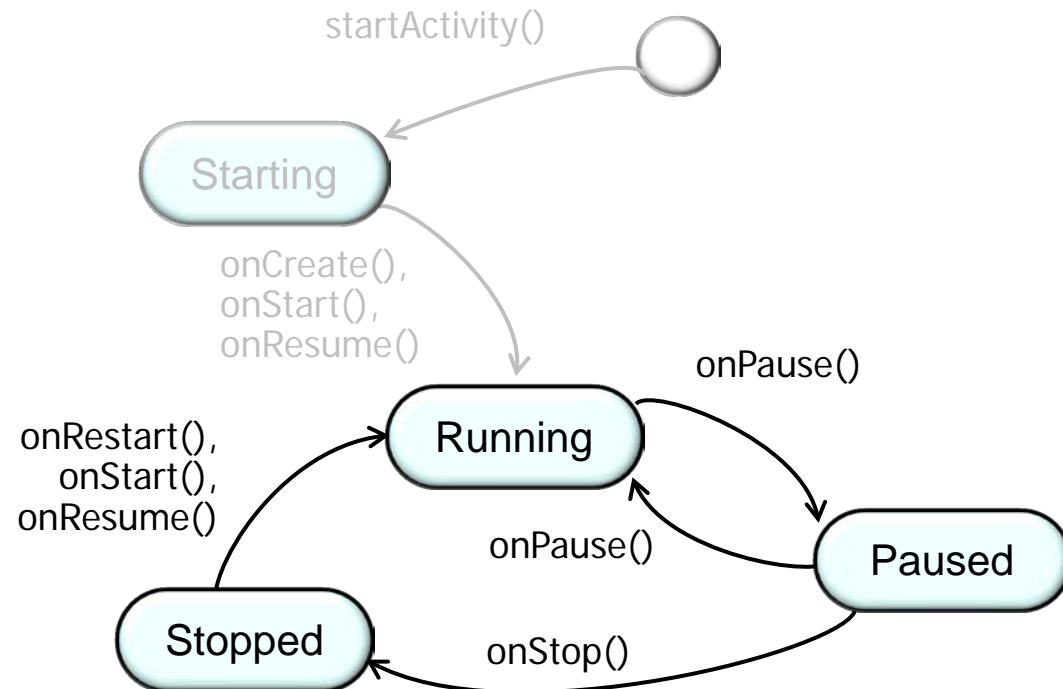 startActivity()
Starting
onCreate(),
onStart(),
onResume()
onPause()
Running
onRestart(),
onStart(),
onResume()
onPause()
Paused
Stopped
onStop()